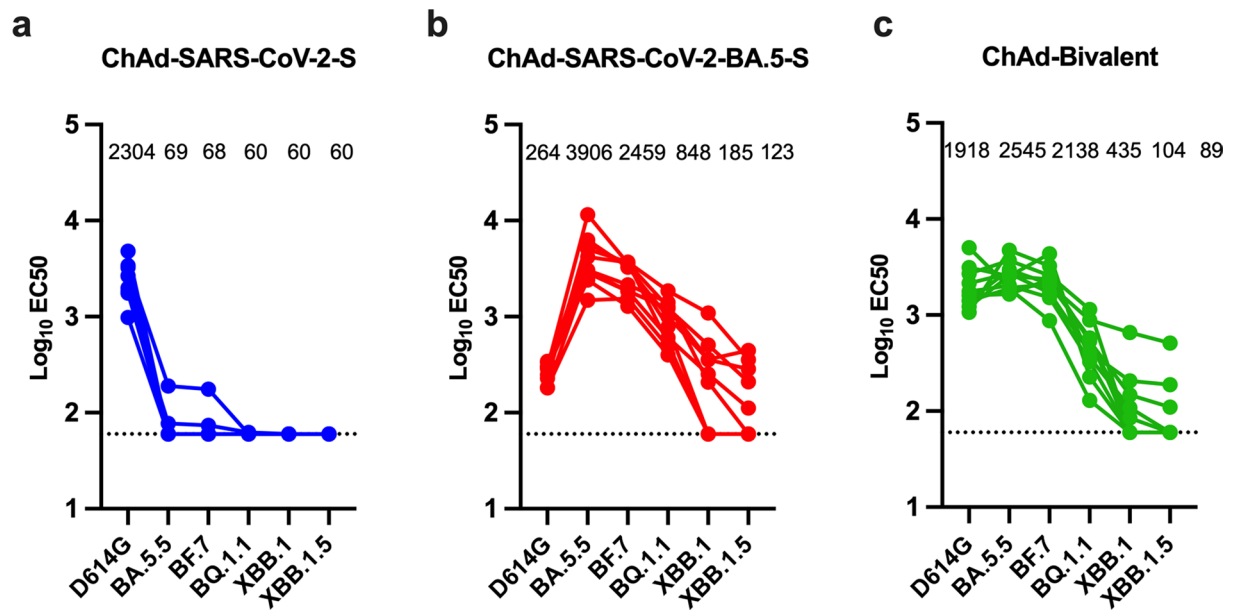 a
ChAd-SARS-CoV-2-S
5
2304 69 68 60 60 60
4
3
2
1
Log10 EC50
D614G
BA.5.5
BF.7
BQ.1.1
XBB.1
XBB.1.5
b
ChAd-SARS-CoV-2-BA.5-S
5
264 3906 2459 848 185 123
4
3
2
1
Log10 EC50
D614G
BA.5.5
BF.7
BQ.1.1
XBB.1
XBB.1.5
c
ChAd-Bivalent
5
1918 2545 2138 435 104 89
4
3
2
1
Log10 EC50
D614G
BA.5.5
BF.7
BQ.1.1
XBB.1
XBB.1.5